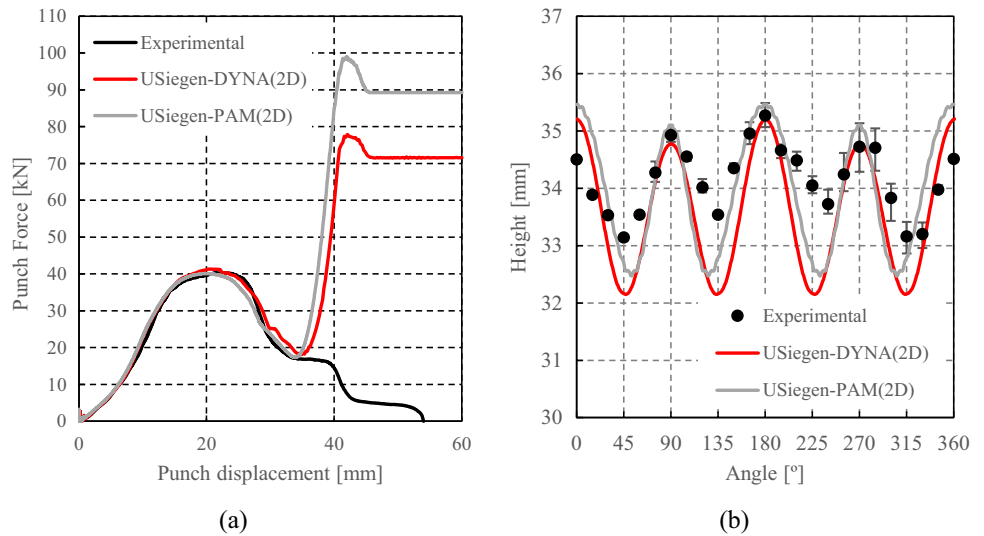 110
100
90
80
70
60
50
40
30
20
10
0
Punch Force [kN]
Experimental
USiegen-DYNA(2D)
USiegen-PAM(2D)
0 20 40 60
Punch displacement [mm]
(a)
37
36
35
34
33
32
31
30
Height [mm]
Experimental
USiegen-DYNA(2D)
USiegen-PAM(2D)
0 45 90 135 180 225 270 315 360
Angle [º]
(b)